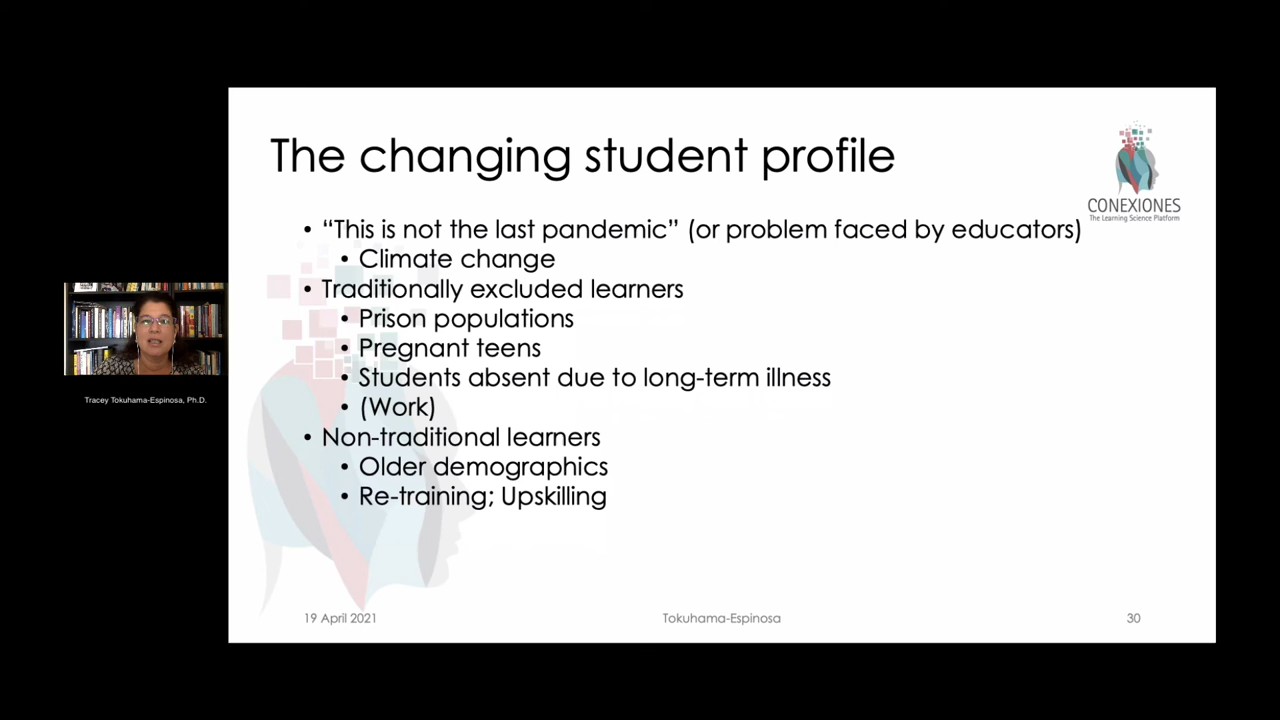 The changing student profile
CONEXIONES
The Learning Science Platform
• “This is not the last pandemic” (or problem faced by educators)
• Climate change
• Traditionally excluded learners
• Prison populations
• Pregnant teens
• Students absent due to long-term illness
• (Work)
• Non-traditional learners
• Older demographics
• Re-training; Upskilling
Tracey Tokuhama-Espinosa, Ph.D.
19 April 2021
Tokuhama-Espinosa
30